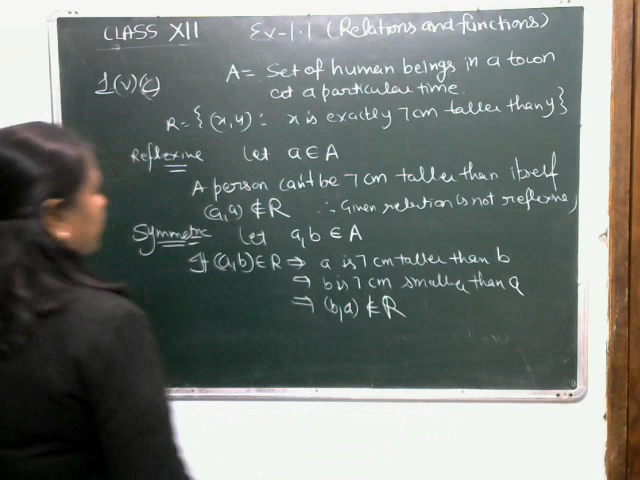 CLASS XII Ex-1.1 (Relations and functions)
1(v)(c) A = Set of human beings in a town
at a particular time.
R = {(x,y): x is exactly 7 cm taller than y}
Reflexive Let a ∈ A
A person can't be 7 cm taller than itself
(a,a) ∉ R ∴ Given relation is not reflexive
Symmetric Let a,b ∈ A
If (a,b) ∈ R ⇒ a is 7 cm taller than b
⇒ b is 7 cm smaller than a
⇒ (b,a) ∉ R